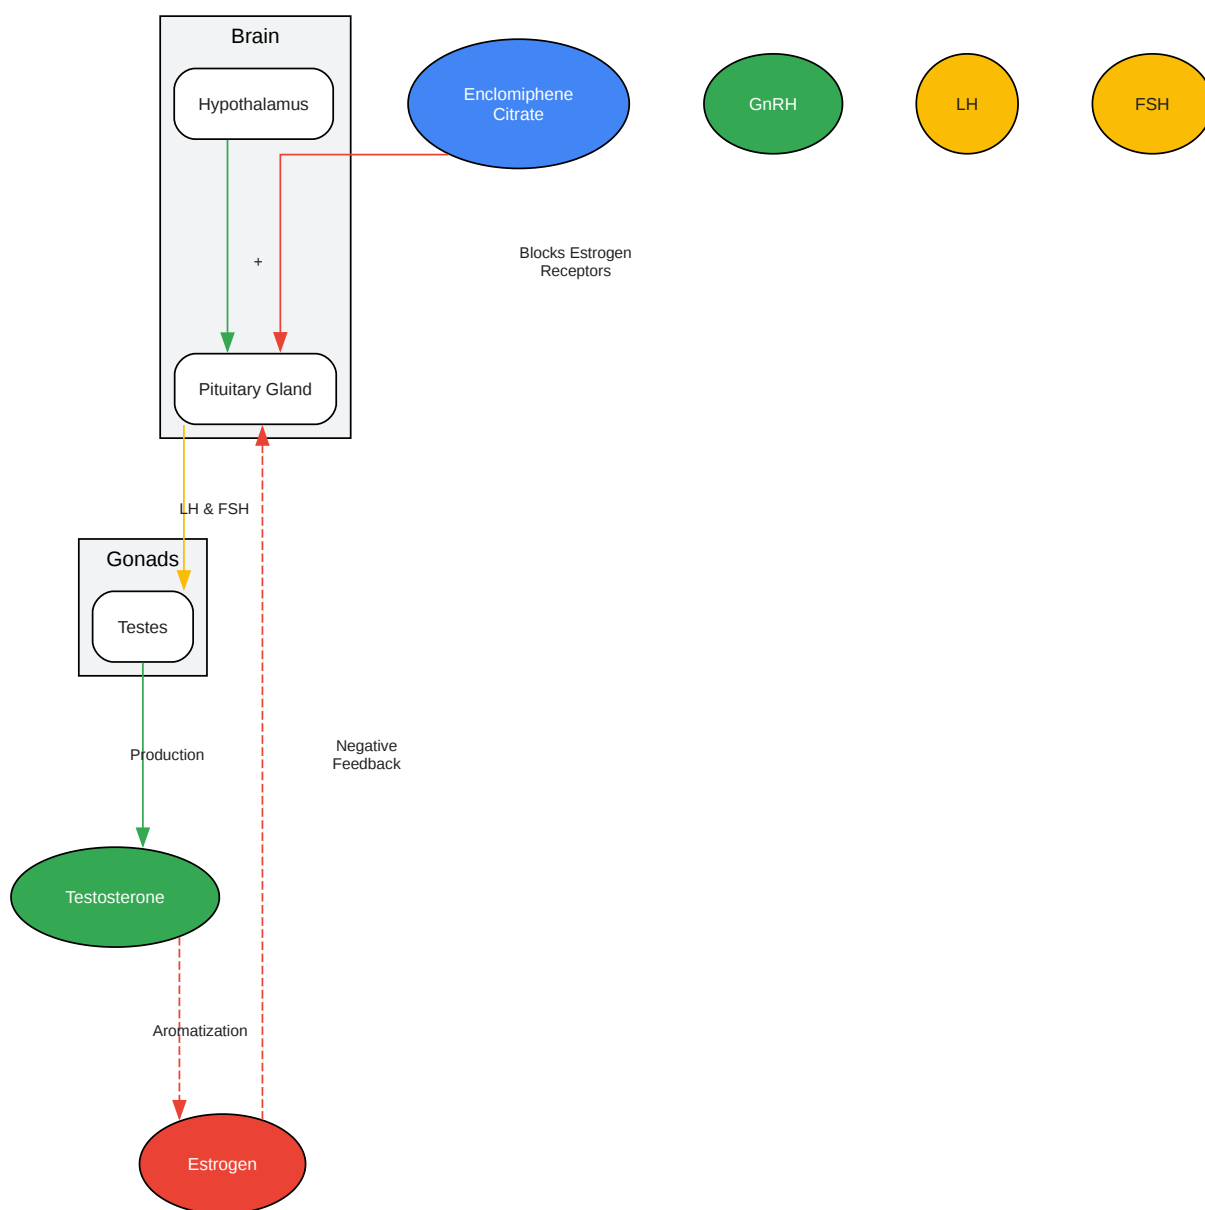 Brain
Hypothalamus
Enclomiphene
Citrate
GnRH
LH
FSH
+
Blocks Estrogen
Receptors
Pituitary Gland
LH & FSH
Gonads
Testes
Production
Negative
Feedback
Testosterone
Aromatization
Estrogen